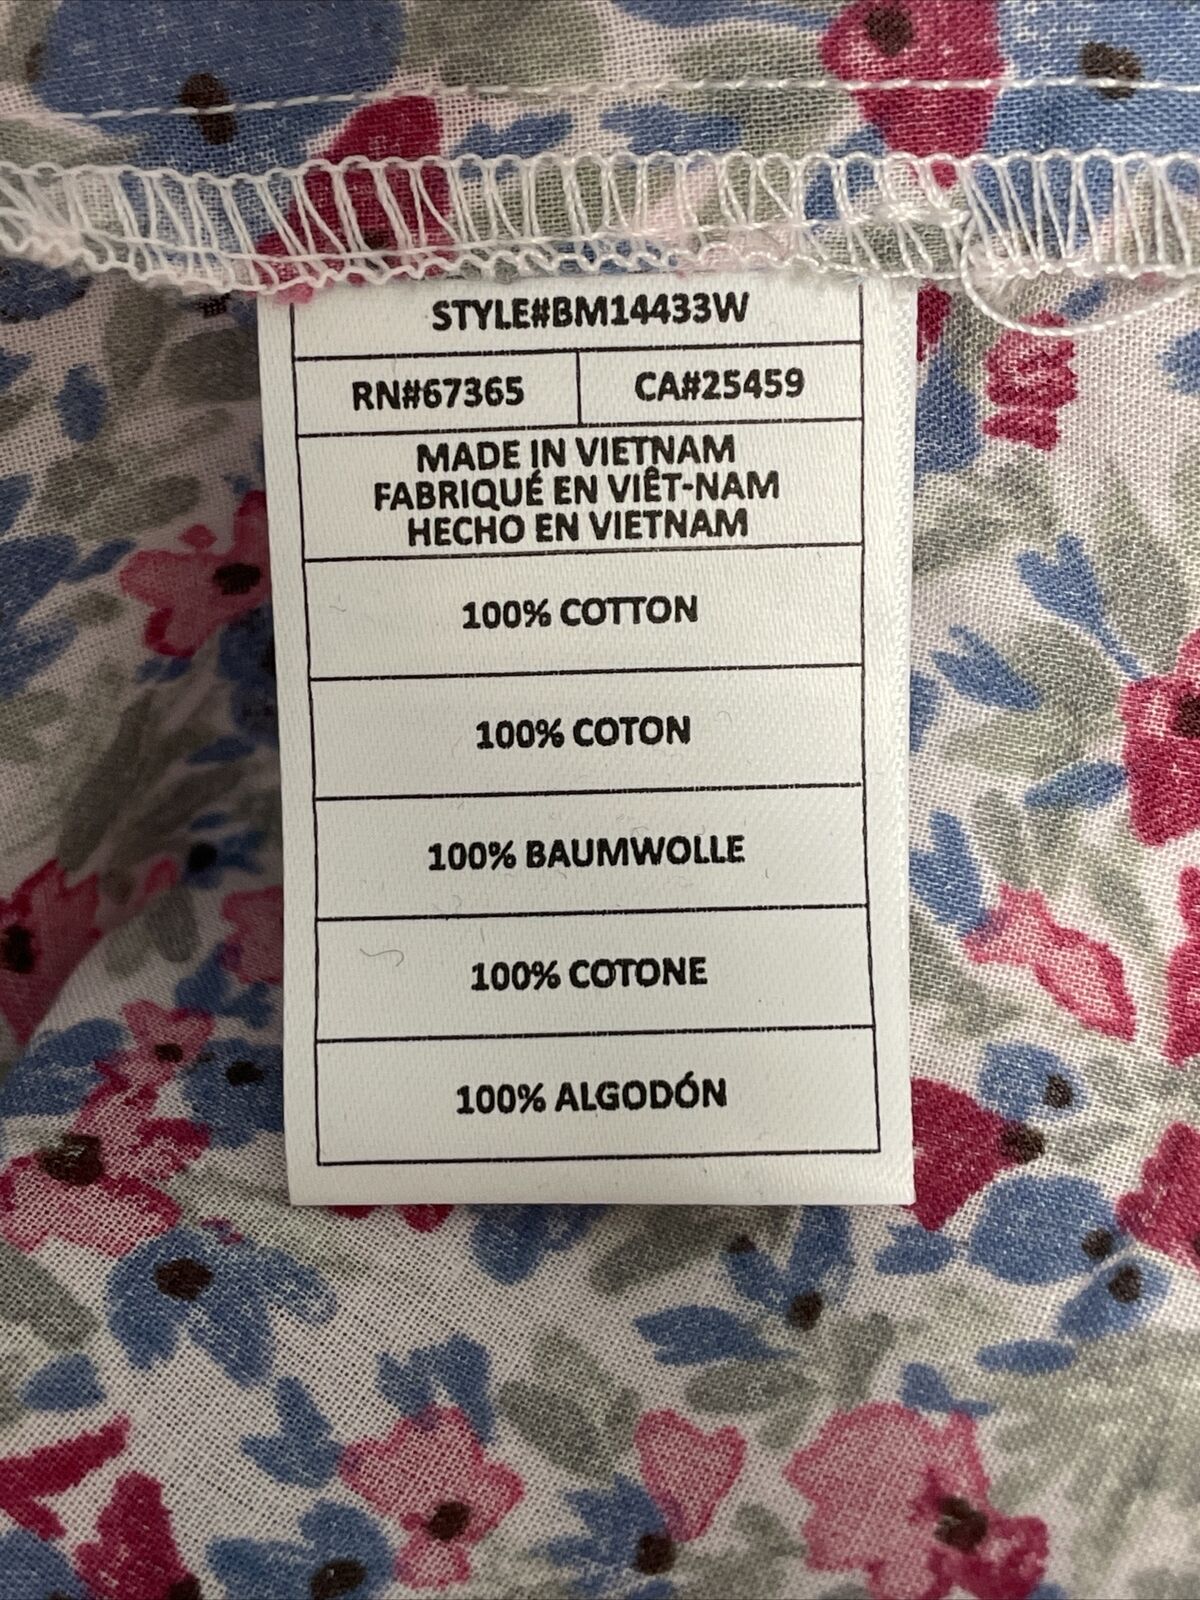 STYLE#BM14433W
RN#67365 CA#25459
MADE IN VIETNAM
FABRIQUÉ EN VIÊT-NAM
HECHO EN VIETNAM
100% COTTON
100% COTON
100% BAUMWOLLE
100% COTONE
100% ALGODÓN